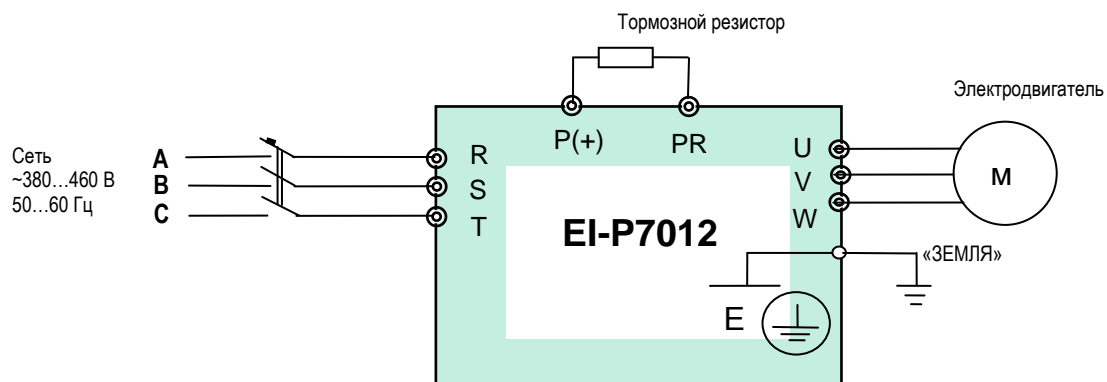 Тормозной резистор
Электродвигатель
P(+)
PR
Сеть
~380...460 В
50...60 Гц
A
B
C
R
S
T
U
V
W
M
EI-P7012
«ЗЕМЛЯ»
E